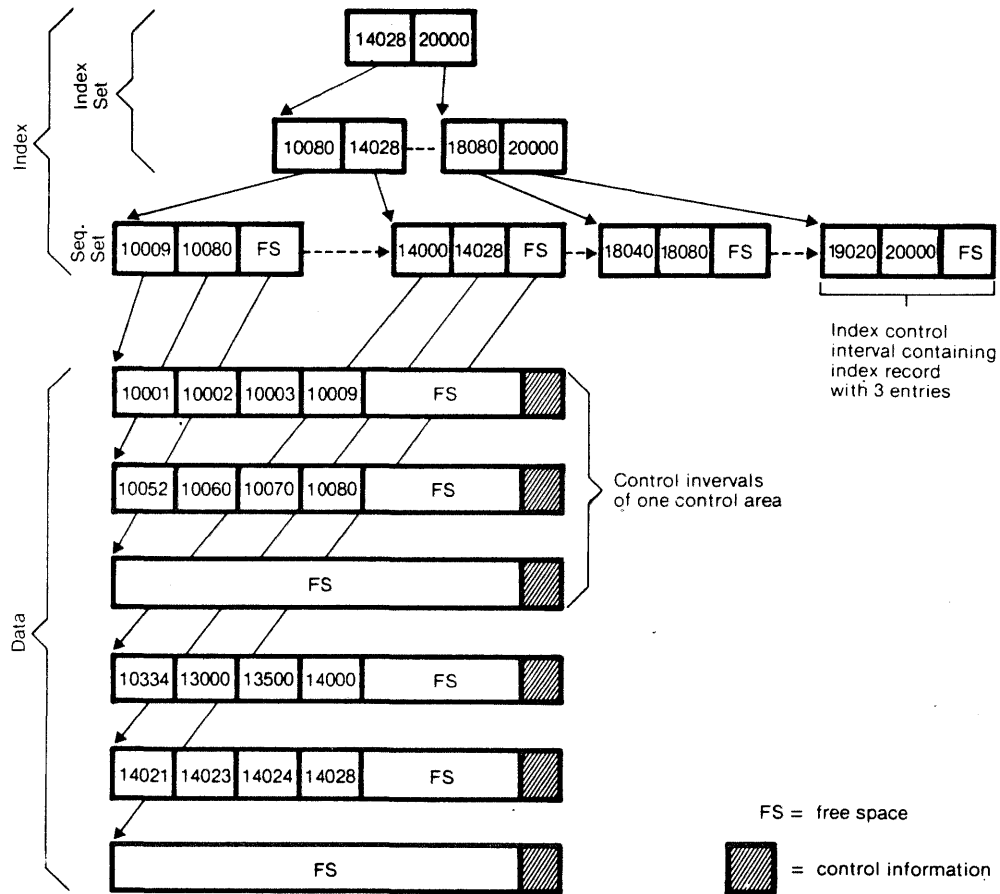 14028 20000
Index
Set
Index
10080 14028 18080 20000
Seq.
Set
10009 10080 FS 14000 14028 FS 18040 18080 FS 19020 20000 FS
Index control
interval containing
index record
with 3 entries
10001 10002 10003 10009 FS
10052 10060 10070 10080 FS
Control invervals
of one control area
FS
Data
10334 13000 13500 14000 FS
14021 14023 14024 14028 FS
FS = free space
FS
= control information